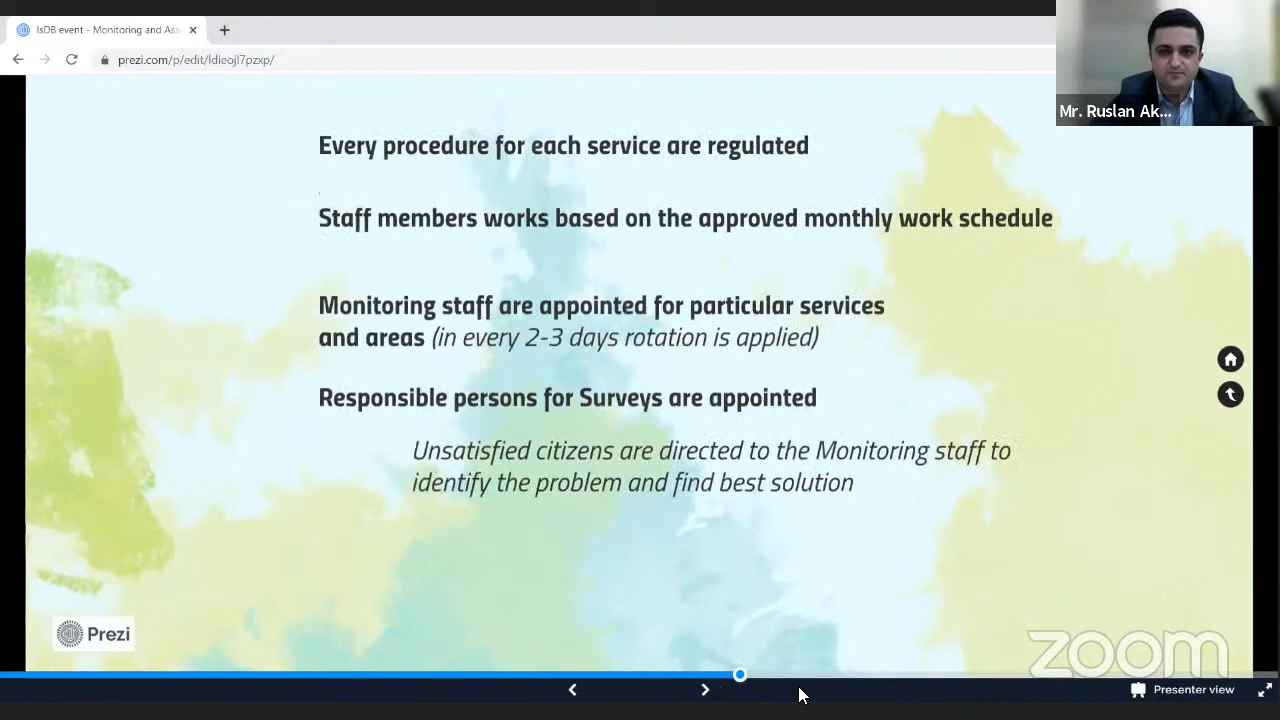 IsDB event - Monitoring and Ass
prezi.com/p/edit/ldieojl7pzxp/
Mr. Ruslan Ak...
Every procedure for each service are regulated
Staff members works based on the approved monthly work schedule
Monitoring staff are appointed for particular services
and areas (in every 2-3 days rotation is applied)
Responsible persons for Surveys are appointed
Unsatisfied citizens are directed to the Monitoring staff to
identify the problem and find best solution
Prezi
zoom
Presenter view